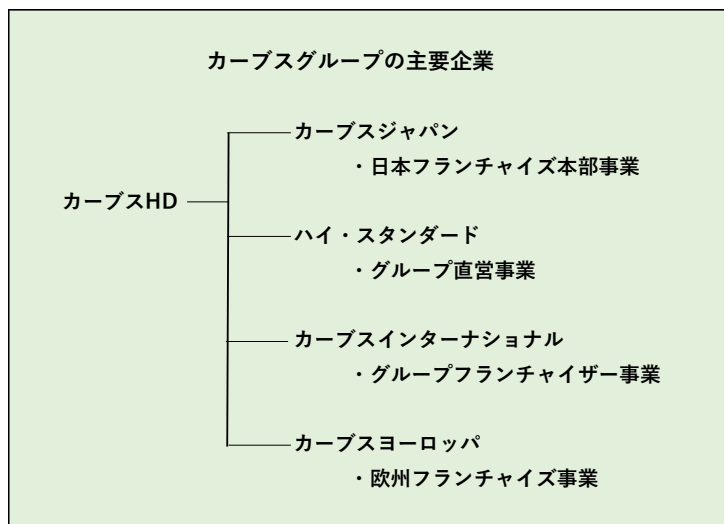 カーブスグループの主要企業
カーブスHD
カーブスジャパン
・日本フランチャイズ本部事業
ハイ・スタンダード
・グループ直営事業
カーブスインターナショナル
・グループフランチャイザー事業
カーブスヨーロッパ
・欧州フランチャイズ事業